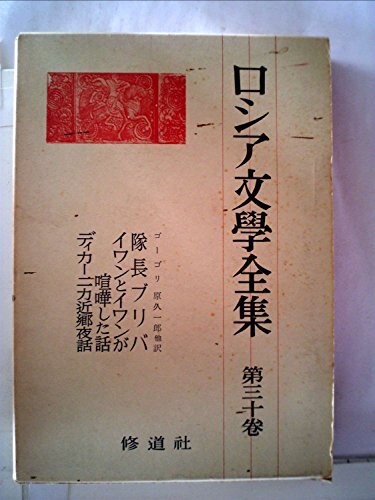 ロシア文學全集 第三十卷
ゴーゴリ 原久一郎他訳
隊長ブリバ
イワンとイワンが
喧嘩した話
ディカーニカ近郷夜話
修道社